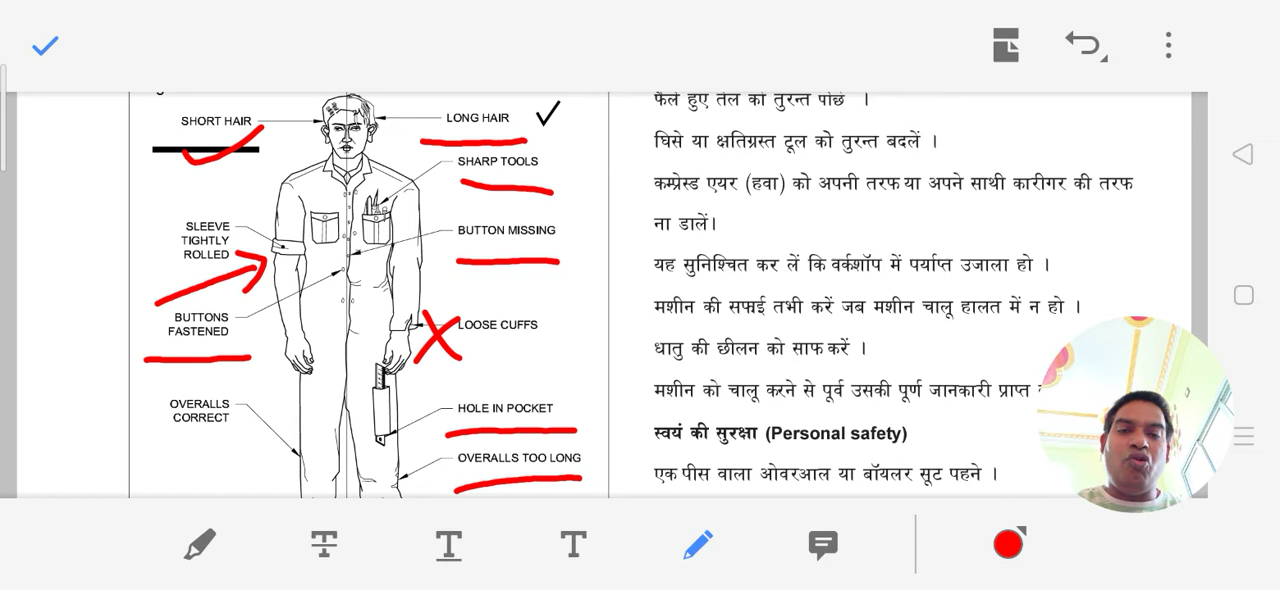 SHORT HAIR
LONG HAIR
SHARP TOOLS
SLEEVE
TIGHTLY
ROLLED
BUTTON MISSING
BUTTONS
FASTENED
LOOSE CUFFS
OVERALLS
CORRECT
HOLE IN POCKET
OVERALLS TOO LONG
फैले हुए तेल को तुरन्त पोछें ।
घिसे या क्षतिग्रस्त टूल को तुरन्त बदलें ।
कम्प्रेस्ड एयर (हवा) को अपनी तरफ या अपने साथी कारीगर की तरफ
ना डालें।
यह सुनिश्चित कर लें कि वर्कशॉप में पर्याप्त उजाला हो ।
मशीन की सफाई तभी करें जब मशीन चालू हालत में न हो ।
धातु की छीलन को साफ करें ।
मशीन को चालू करने से पूर्व उसकी पूर्ण जानकारी प्राप्त
स्वयं की सुरक्षा (Personal safety)
एक पीस वाला ओवरआल या बॉयलर सूट पहने ।